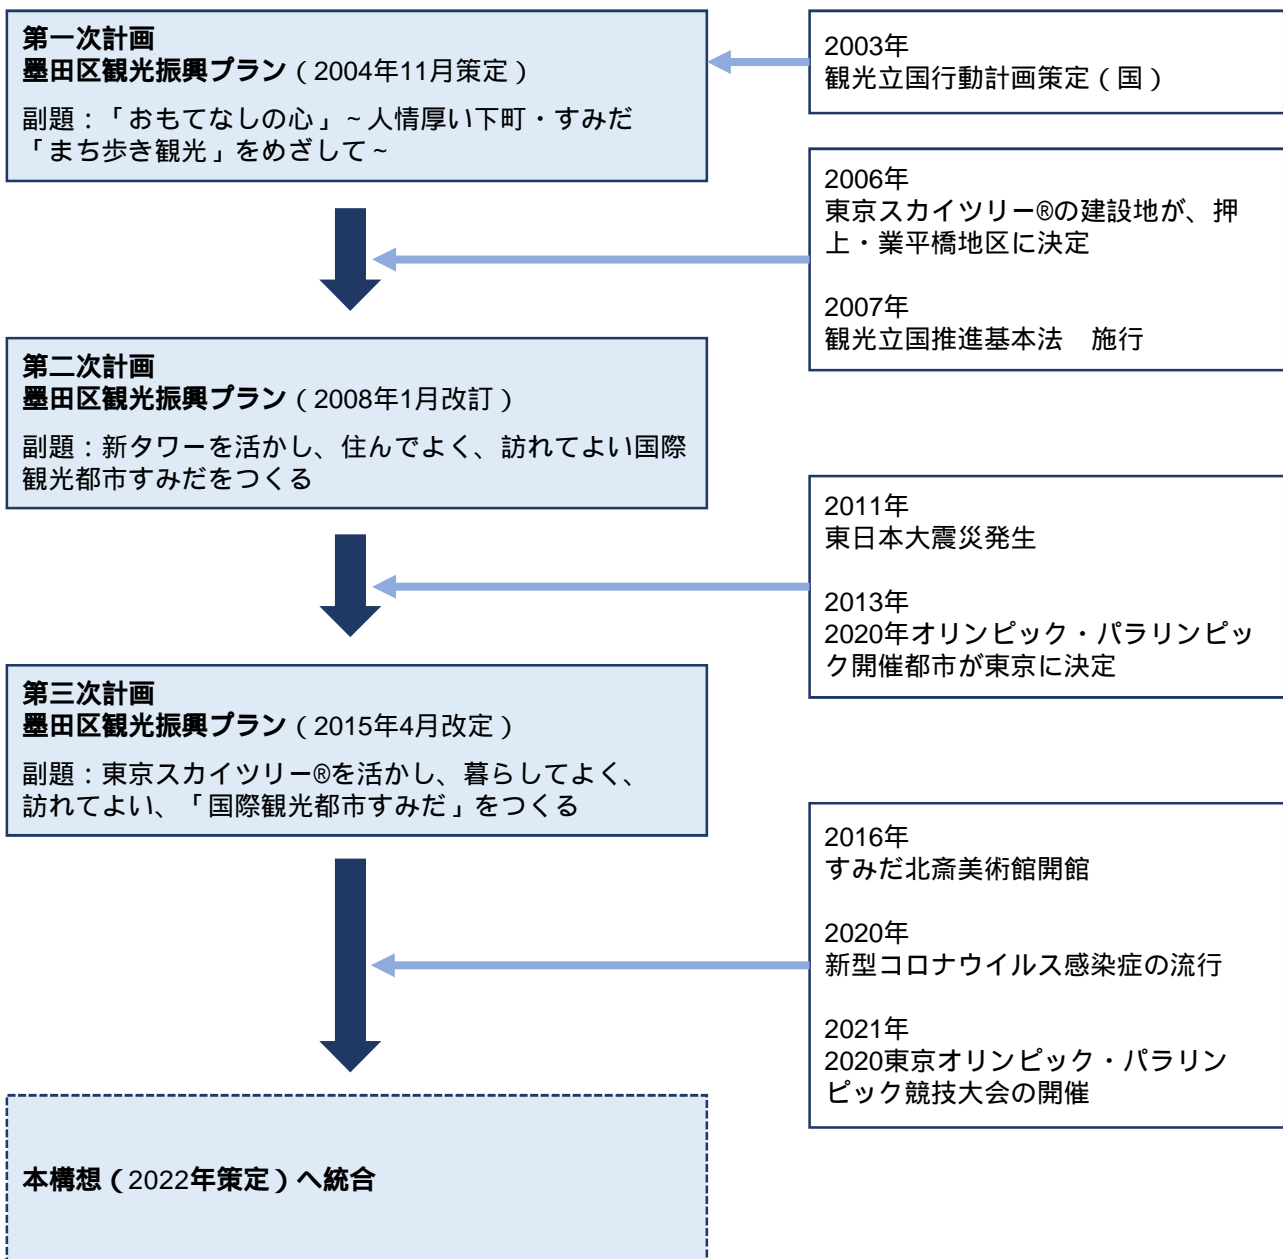 第一次計画
墨田区観光振興プラン（2004年11月策定）
副題：「おもてなしの心」~人情厚い下町・すみだ
「まち歩き観光」をめざして~
2003年
観光立国行動計画策定（国）
2006年
東京スカイツリー®の建設地が、押
上・業平橋地区に決定
2007年
観光立国推進基本法　施行
第二次計画
墨田区観光振興プラン（2008年1月改訂）
副題：新タワーを活かし、住んでよく、訪れてよい国際
観光都市すみだをつくる
2011年
東日本大震災発生
2013年
2020年オリンピック・パラリンピッ
ク開催都市が東京に決定
第三次計画
墨田区観光振興プラン（2015年4月改定）
副題：東京スカイツリー®を活かし、暮らしてよく、
訪れてよい、「国際観光都市すみだ」をつくる
2016年
すみだ北斎美術館開館
2020年
新型コロナウイルス感染症の流行
2021年
2020東京オリンピック・パラリン
ピック競技大会の開催
本構想（2022年策定）へ統合